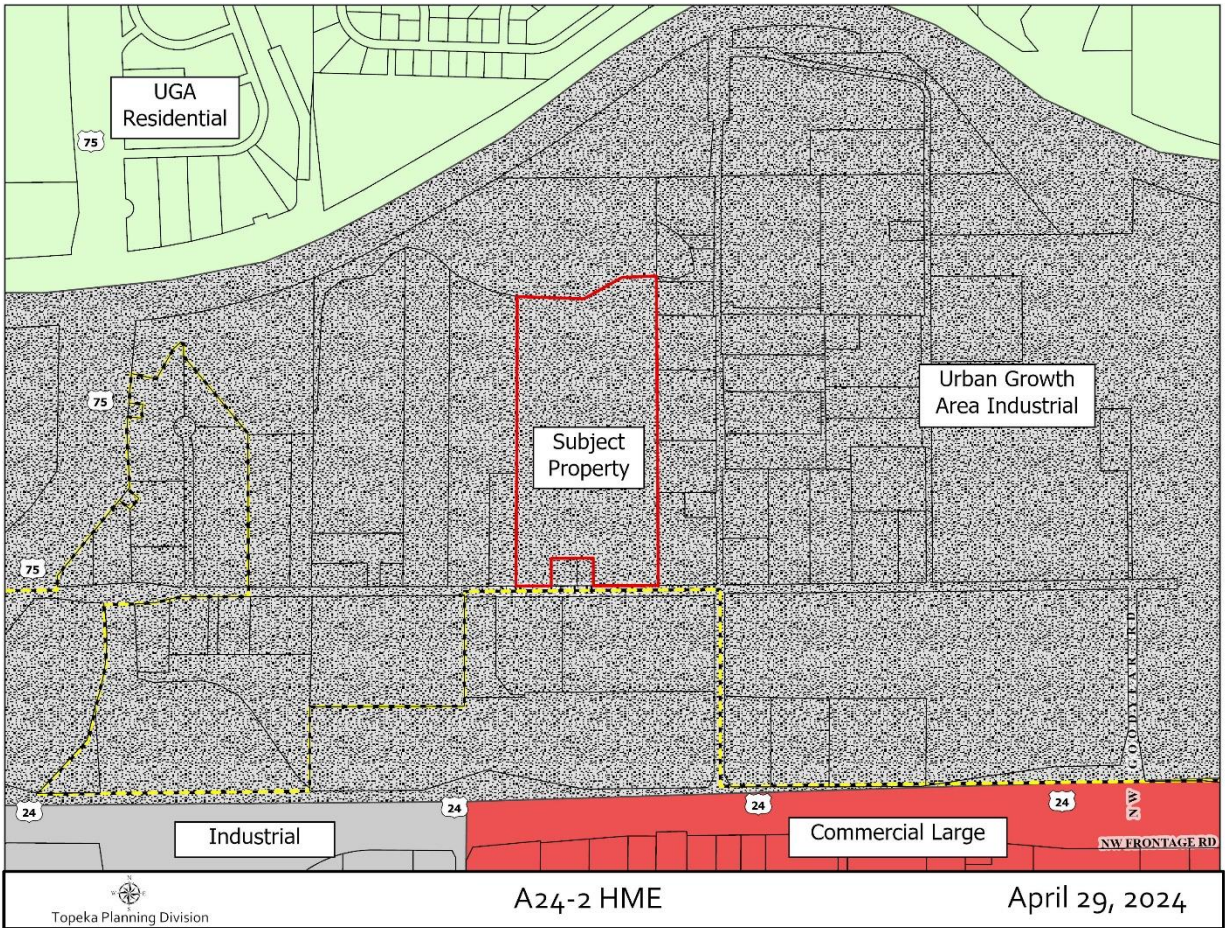 UGA
Residential
75
75
Urban Growth
Area Industrial
Subject
Property
75
NW GOODYEAR RD
24
24
24
24
Industrial
Commercial Large
NW FRONTAGE RD
N
W
E
S
Topeka Planning Division
A24-2 HME
April 29, 2024